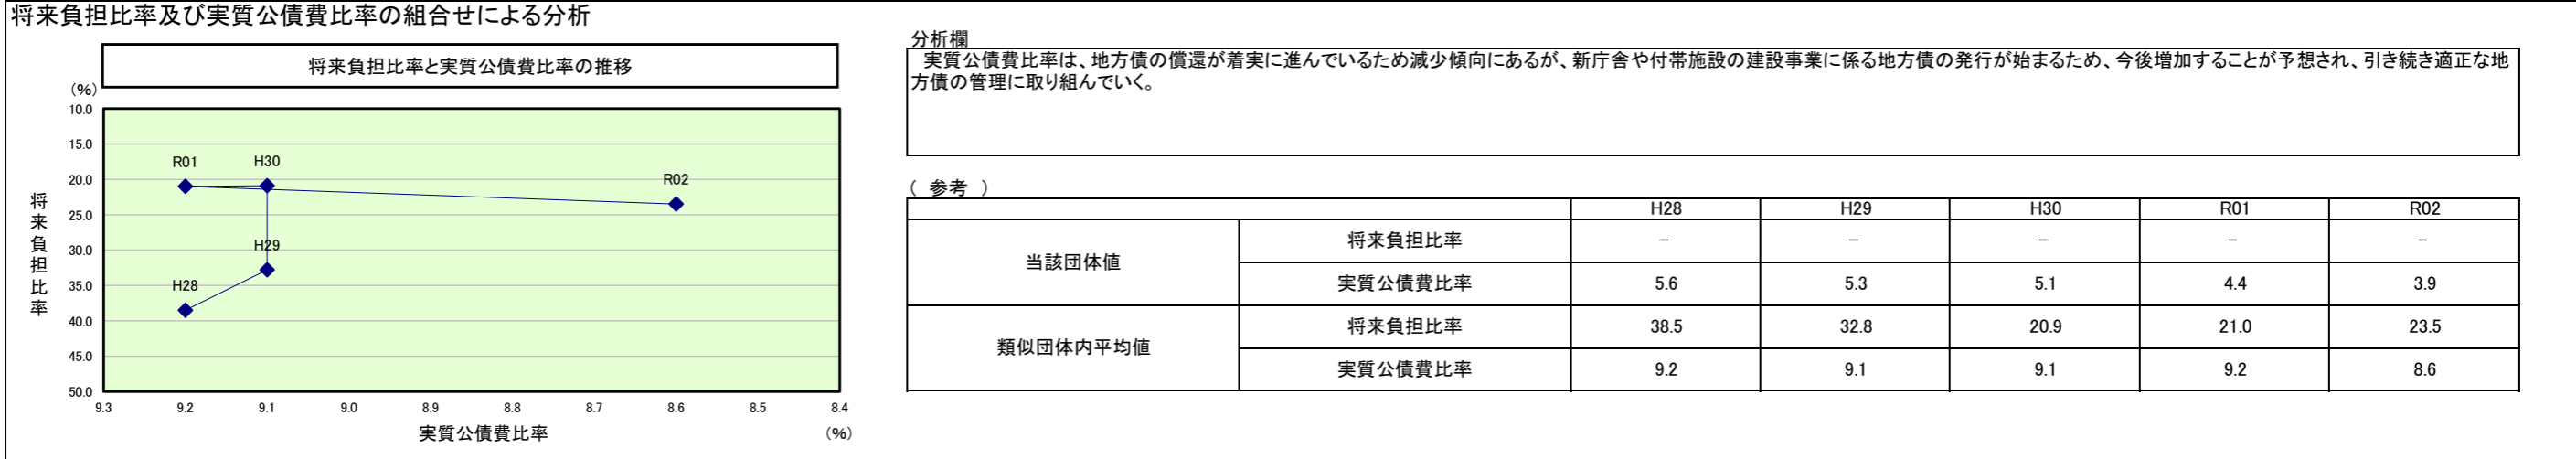 将来負担比率及び実質公債費比率の組合せによる分析
将来負担比率と実質公債費比率の推移
(%)
10.0
15.0
20.0
25.0
30.0
35.0
40.0
45.0
50.0
将来負担比率
R01
H30
R02
H29
H28
9.3 9.2 9.1 9.0 8.9 8.8 8.7 8.6 8.5 8.4
実質公債費比率
(%)
分析欄
実質公債費比率は、地方債の償還が着実に進んでいるため減少傾向にあるが、新庁舎や付帯施設の建設事業に係る地方債の発行が始まるため、今後増加することが予想され、引き続き適正な地
方債の管理に取り組んでいく。
( 参考 )
H28 H29 H30 R01 R02
当該団体値
将来負担比率 － － － － －
実質公債費比率 5.6 5.3 5.1 4.4 3.9
類似団体内平均値
将来負担比率 38.5 32.8 20.9 21.0 23.5
実質公債費比率 9.2 9.1 9.1 9.2 8.6